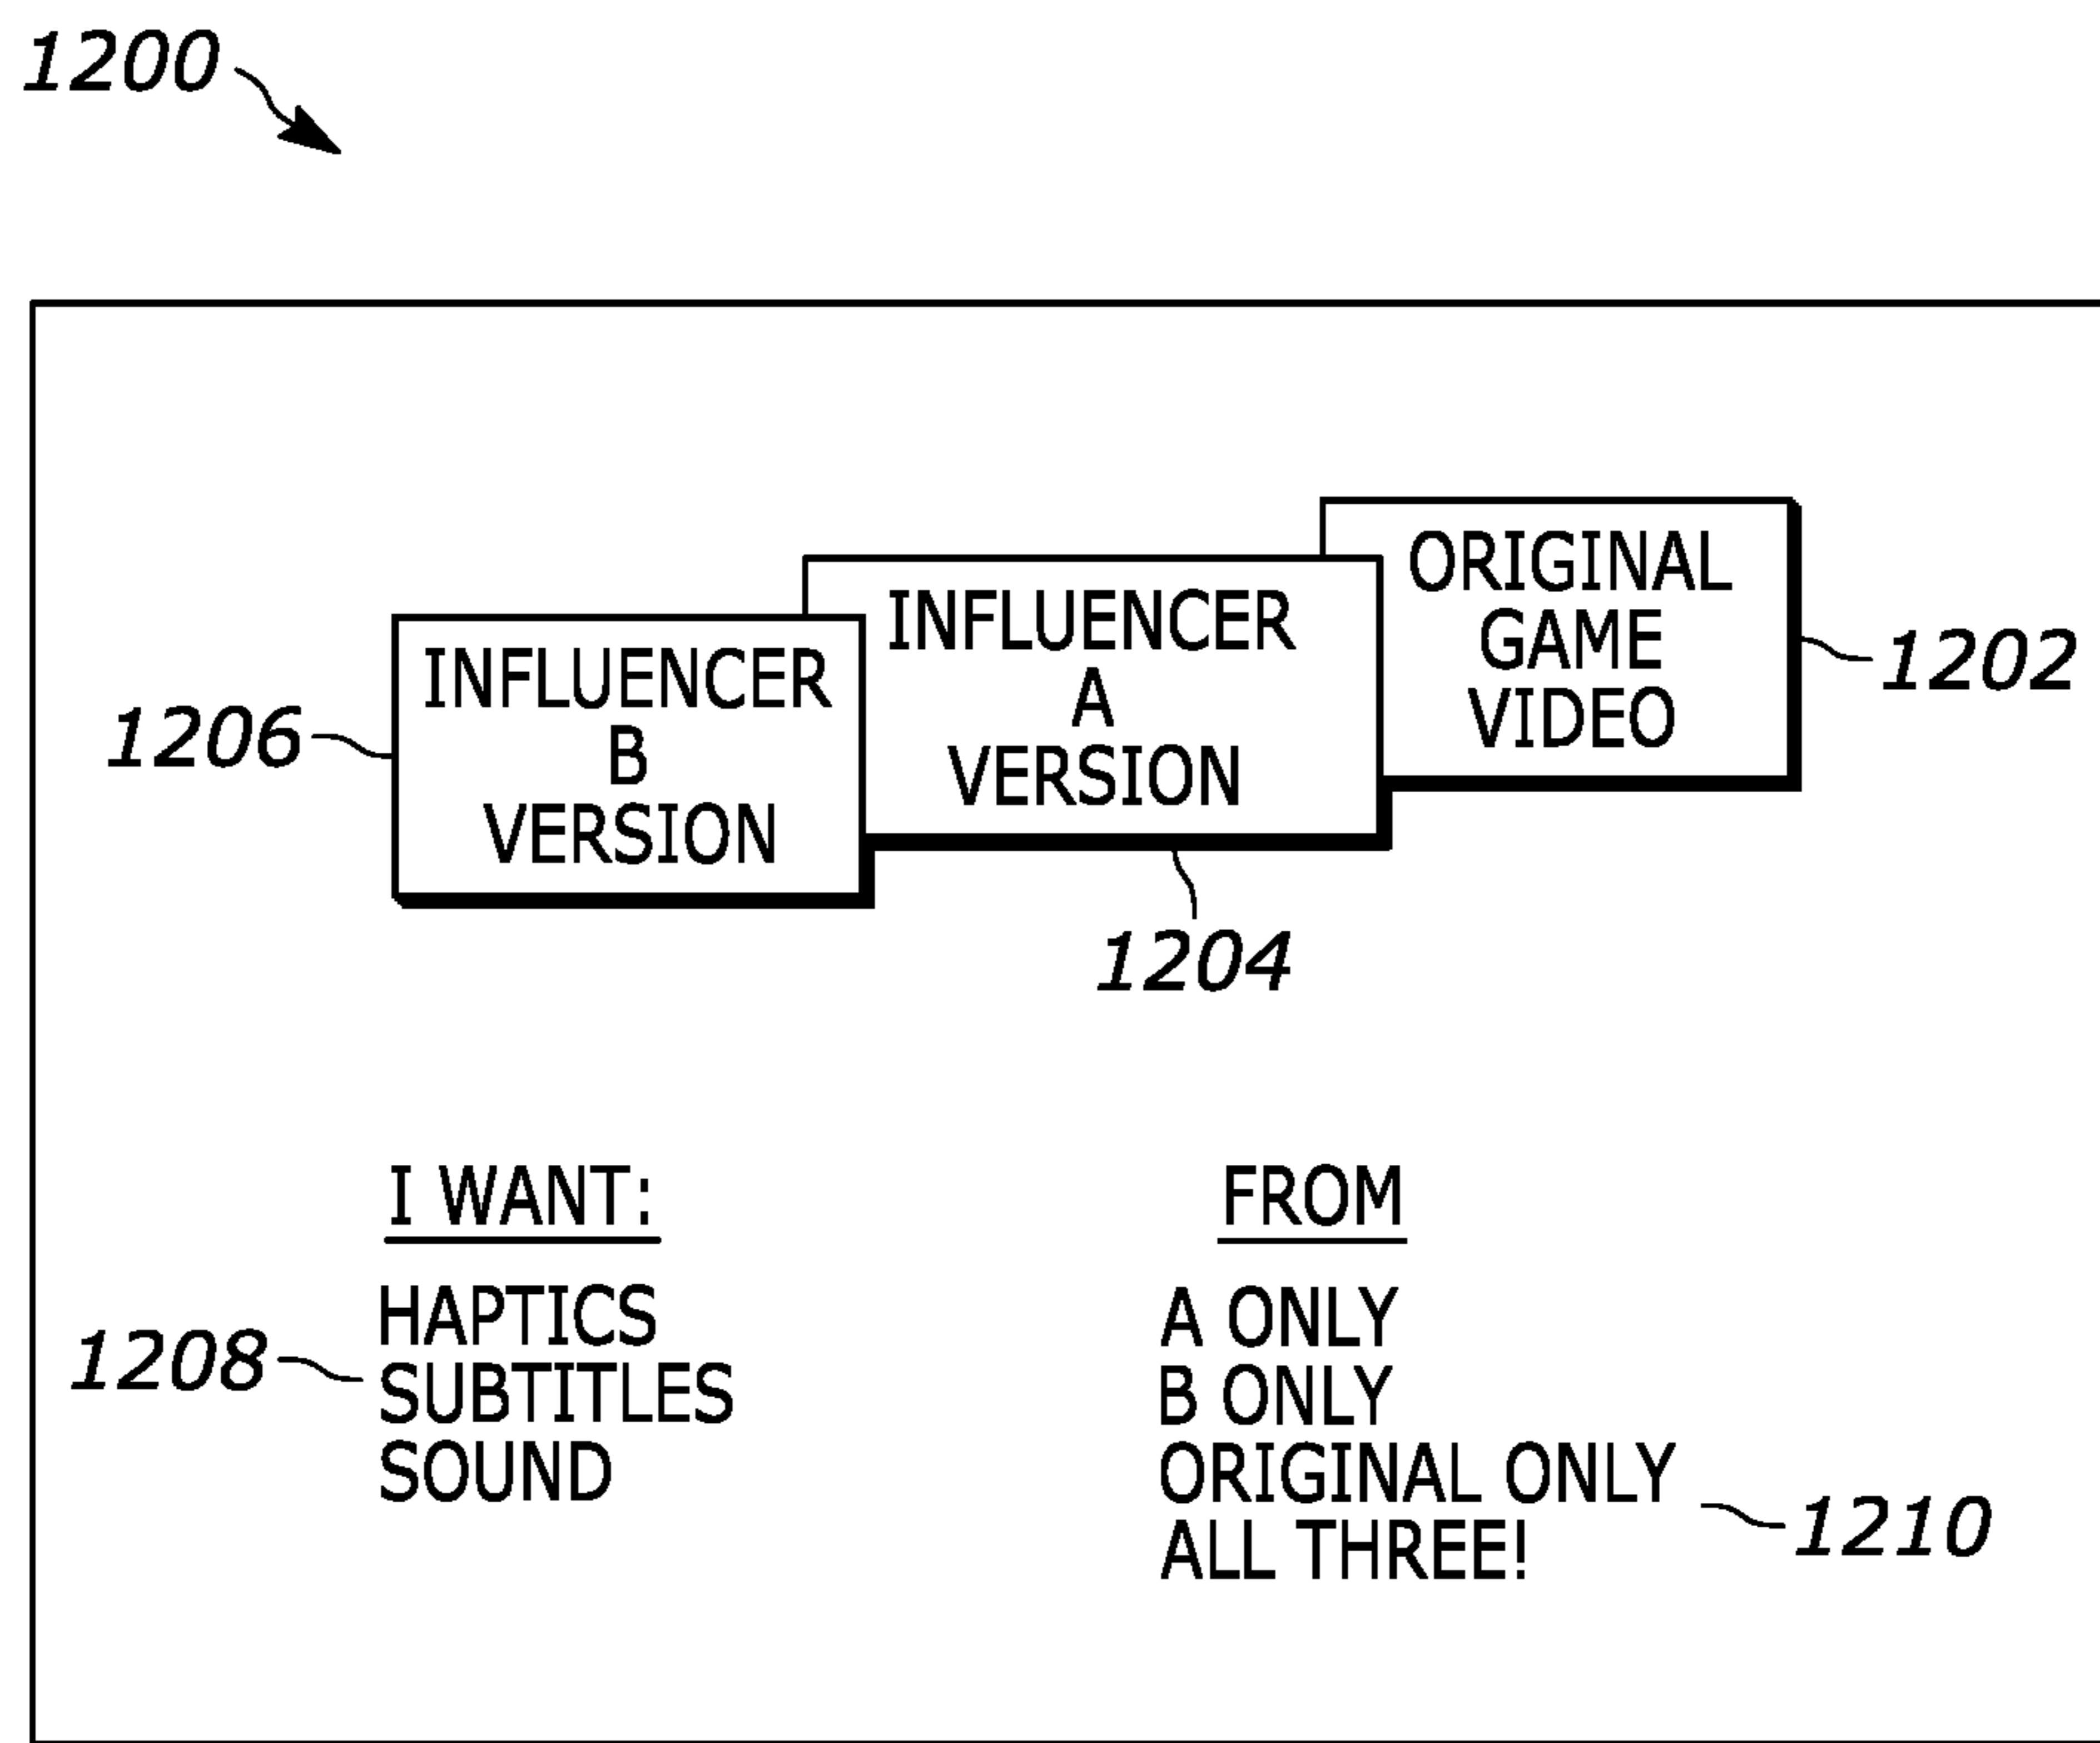 1200
ORIGINAL
GAME
VIDEO
1202
INFLUENCER
A
VERSION
1204
INFLUENCER
B
VERSION
1206
I WANT:
HAPTICS
SUBTITLES
SOUND
1208
FROM
A ONLY
B ONLY
ORIGINAL ONLY
ALL THREE!
1210